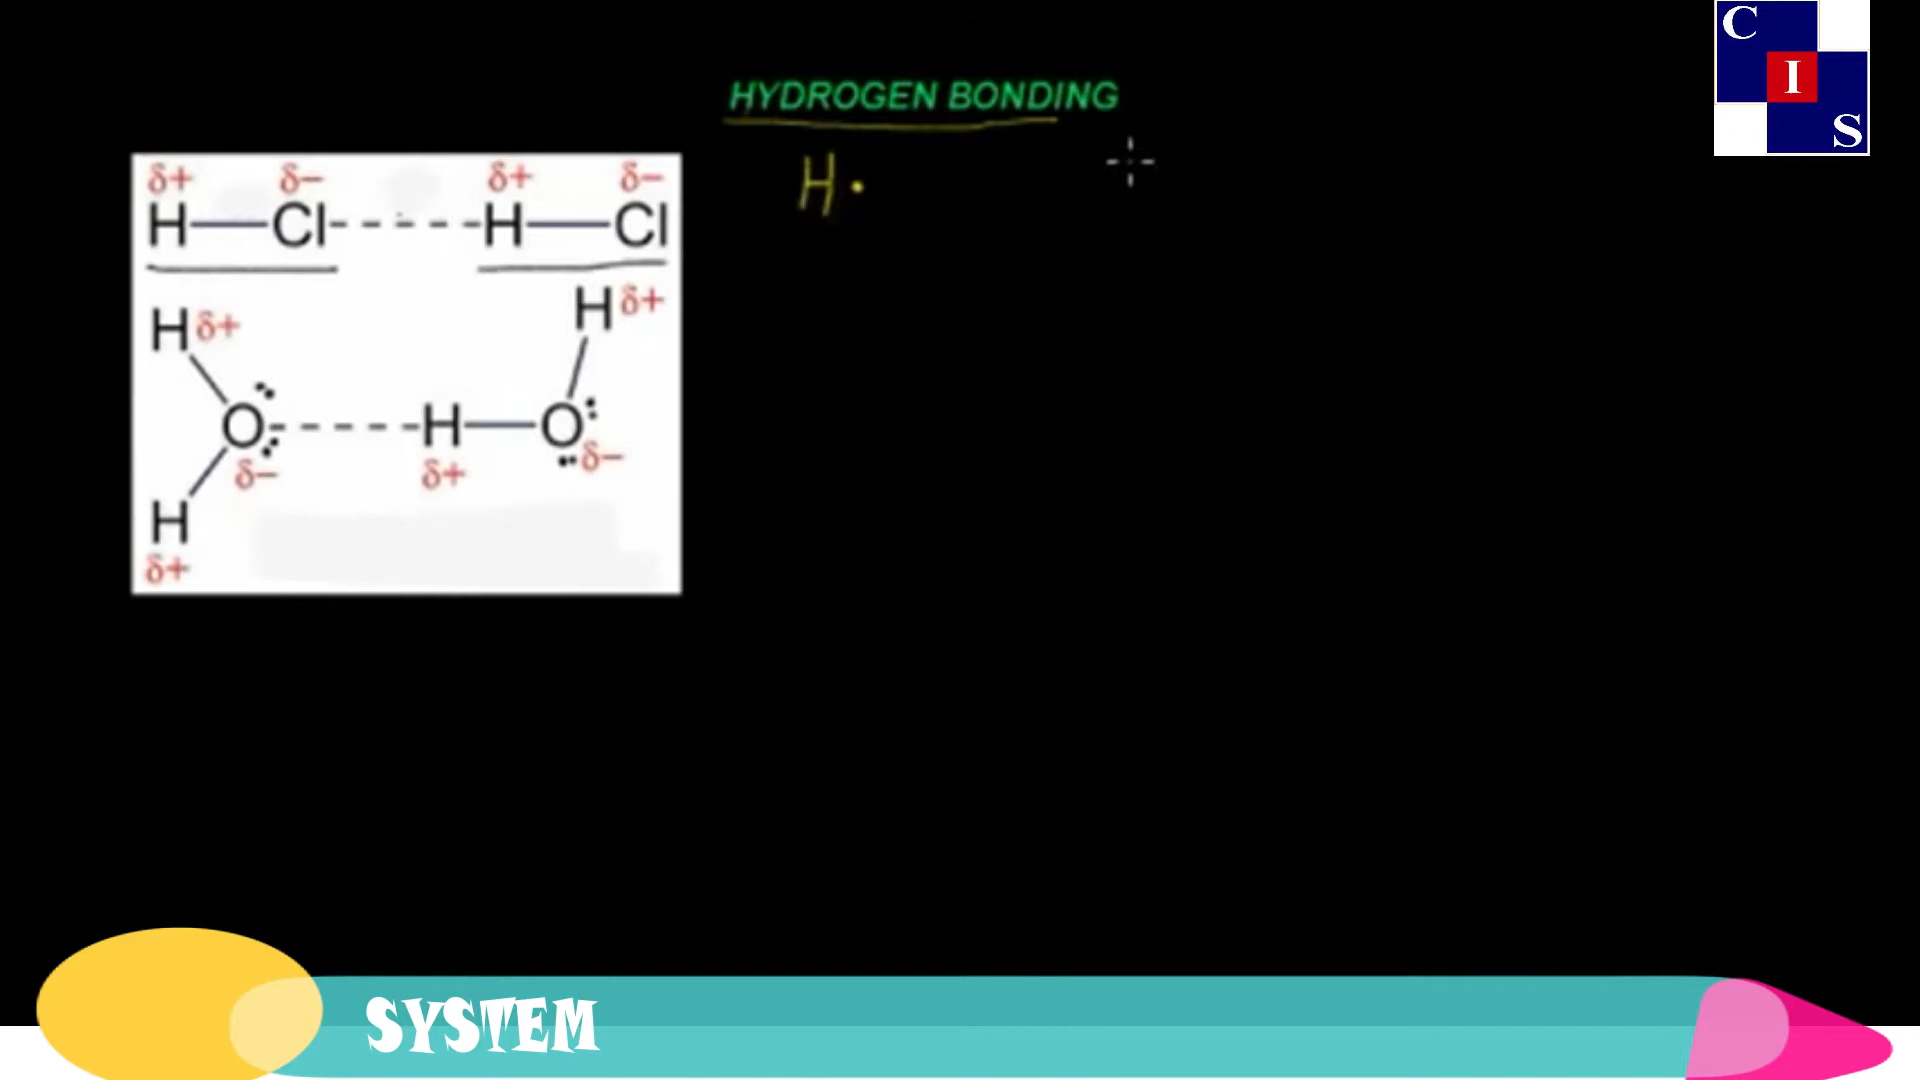 HYDROGEN BONDING
C
I
S
H·
δ+ δ− δ+ δ−
H—Cl------H—Cl
H δ+
H δ+
O-----H—O
δ− δ+ δ−
H
δ+
SYSTEM